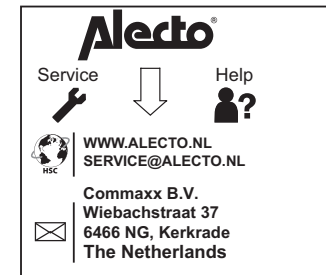 Alecto®
Service
Help
?
WWW.ALECTO.NL
SERVICE@ALECTO.NL
HSC
Commaxx B.V.
Wiebachstraat 37
6466 NG, Kerkrade
The Netherlands